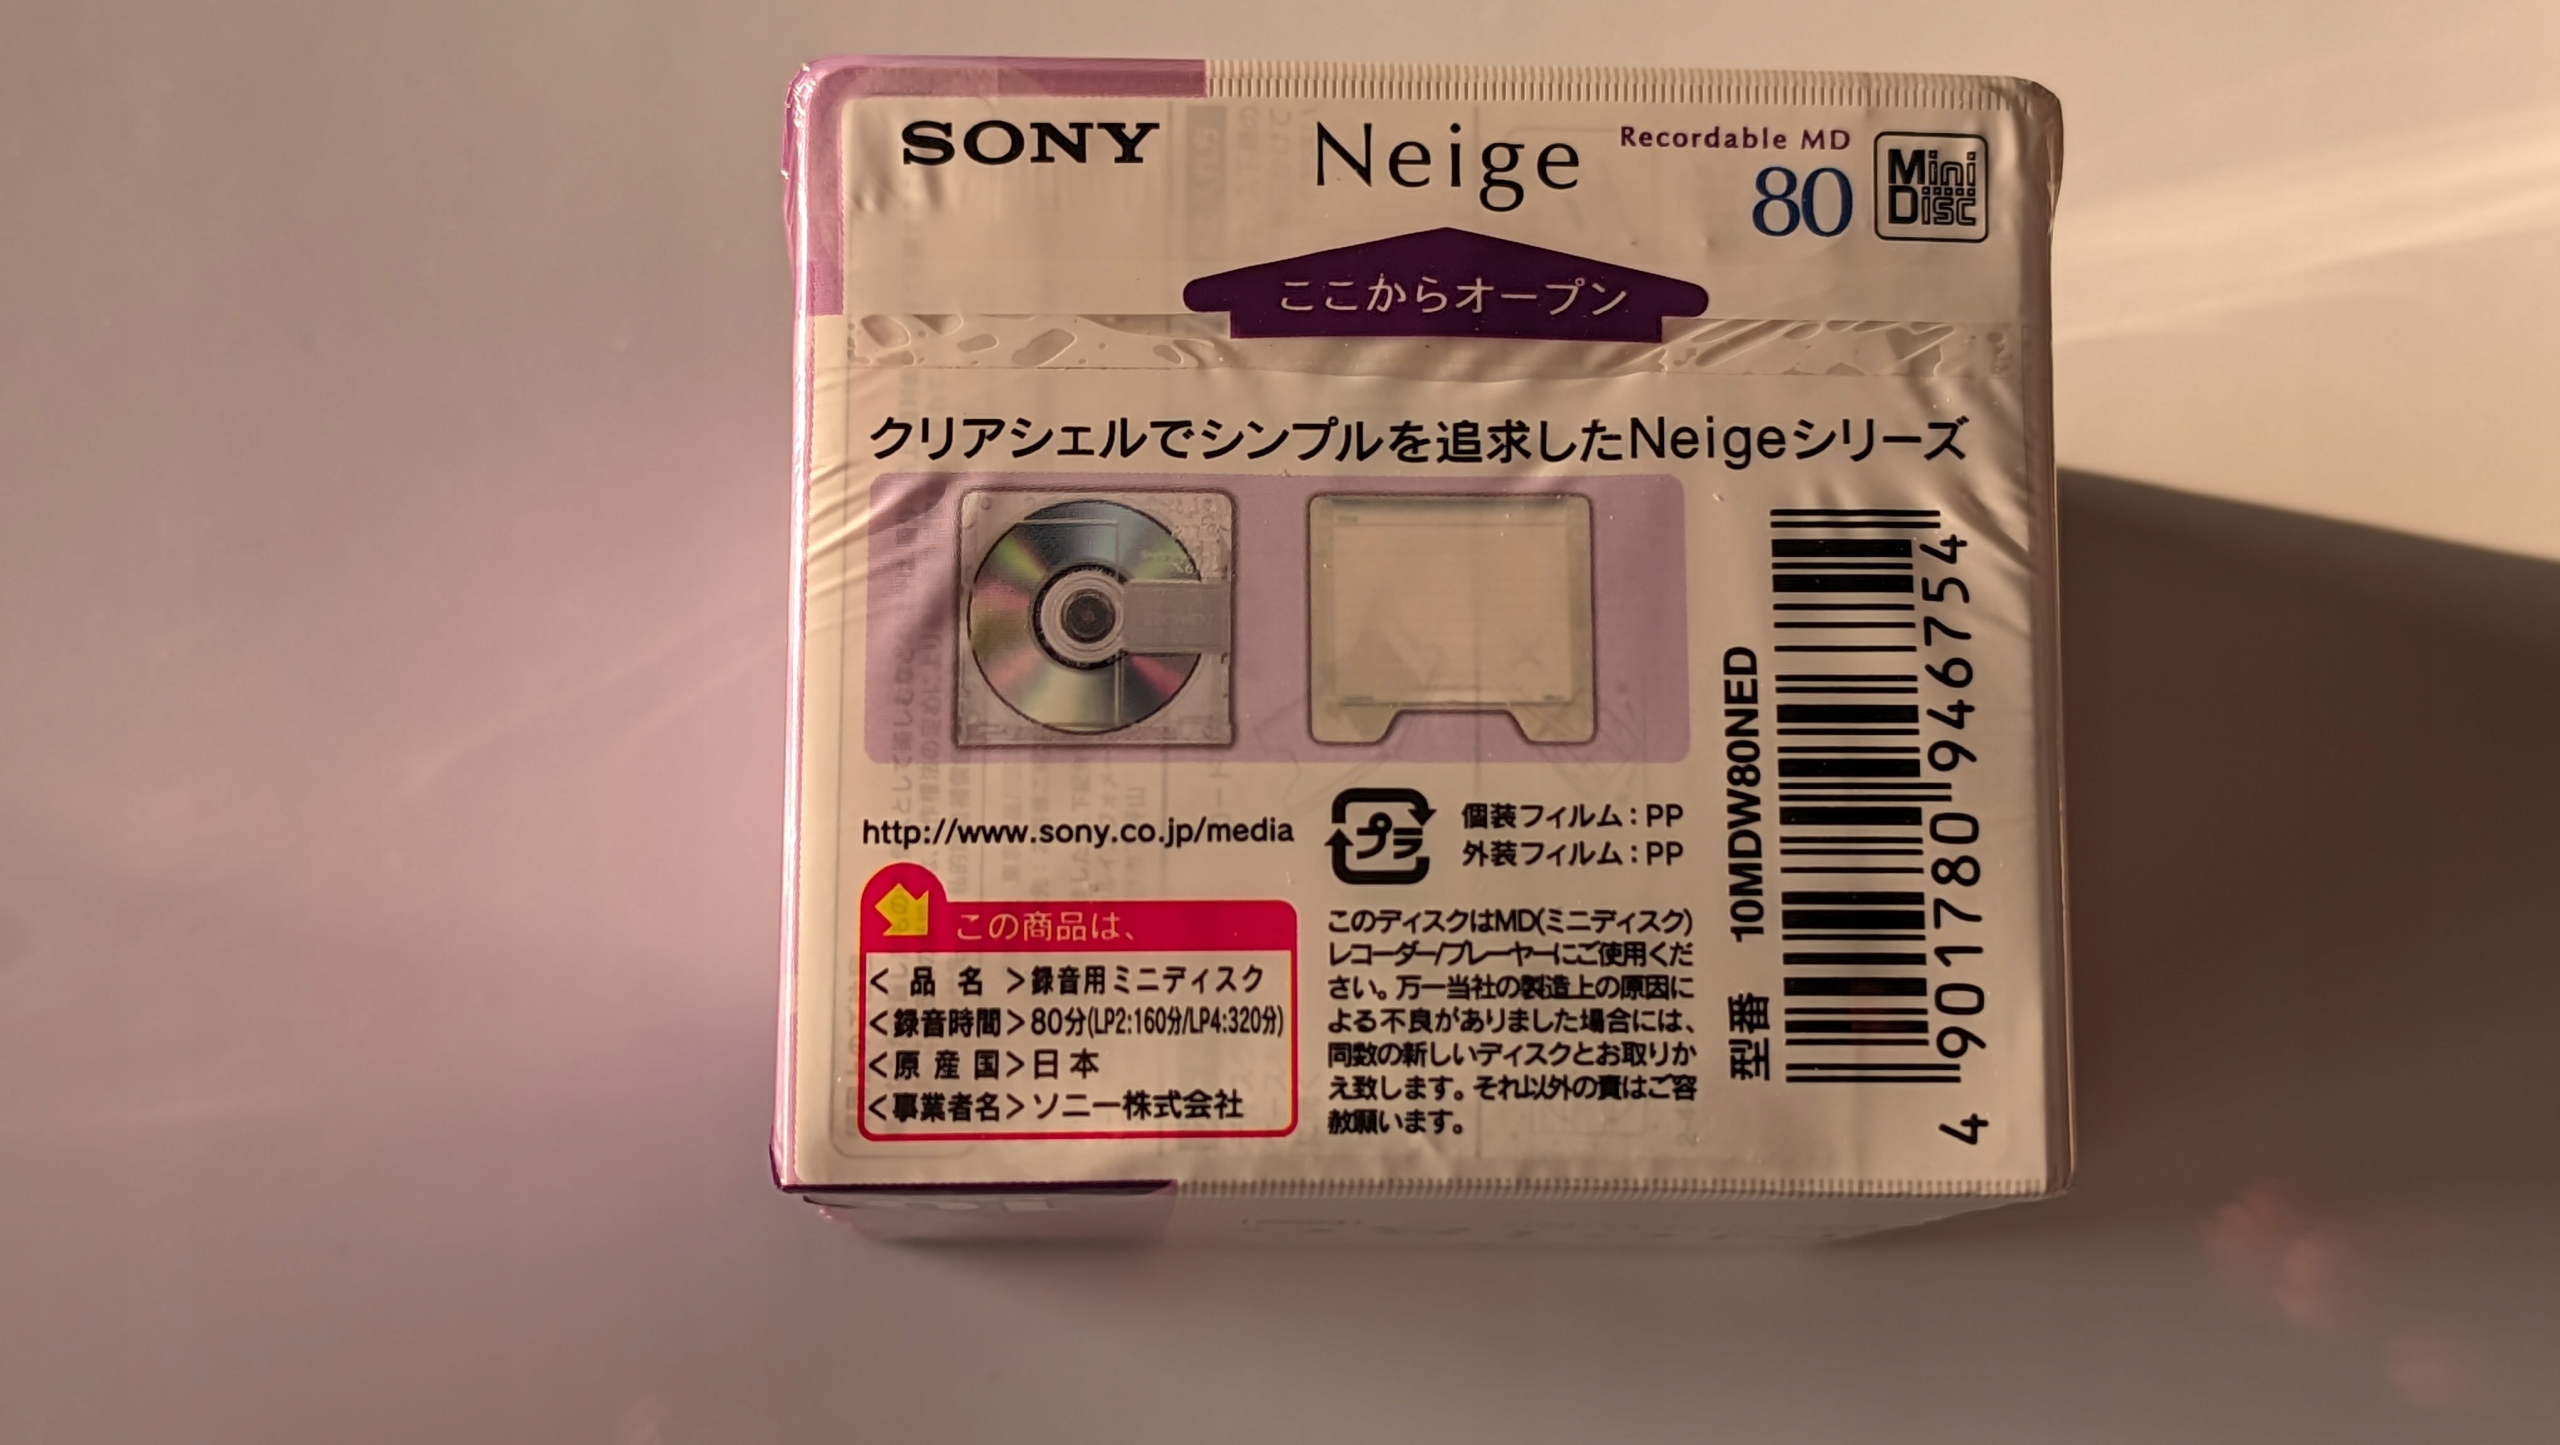 SONY
Neige
Recordable MD
80
Mini
Disc
ここからオープン
クリアシェルでシンプルを追求したNeigeシリーズ
http://www.sony.co.jp/media
プラ
個装フィルム：PP
外装フィルム：PP
この商品は、
＜品名＞録音用ミニディスク
＜録音時間＞80分(LP2:160分/LP4:320分)
＜原産国＞日本
＜事業者名＞ソニー株式会社
このディスクはMD(ミニディスク)
レコーダー/プレーヤーにご使用くだ
さい。万一当社の製造上の原因に
よる不良がありました場合には、
同数の新しいディスクとお取りか
え致します。それ以外の責はご容
赦願います。
型番 10MDW80NED
4 901780 946754